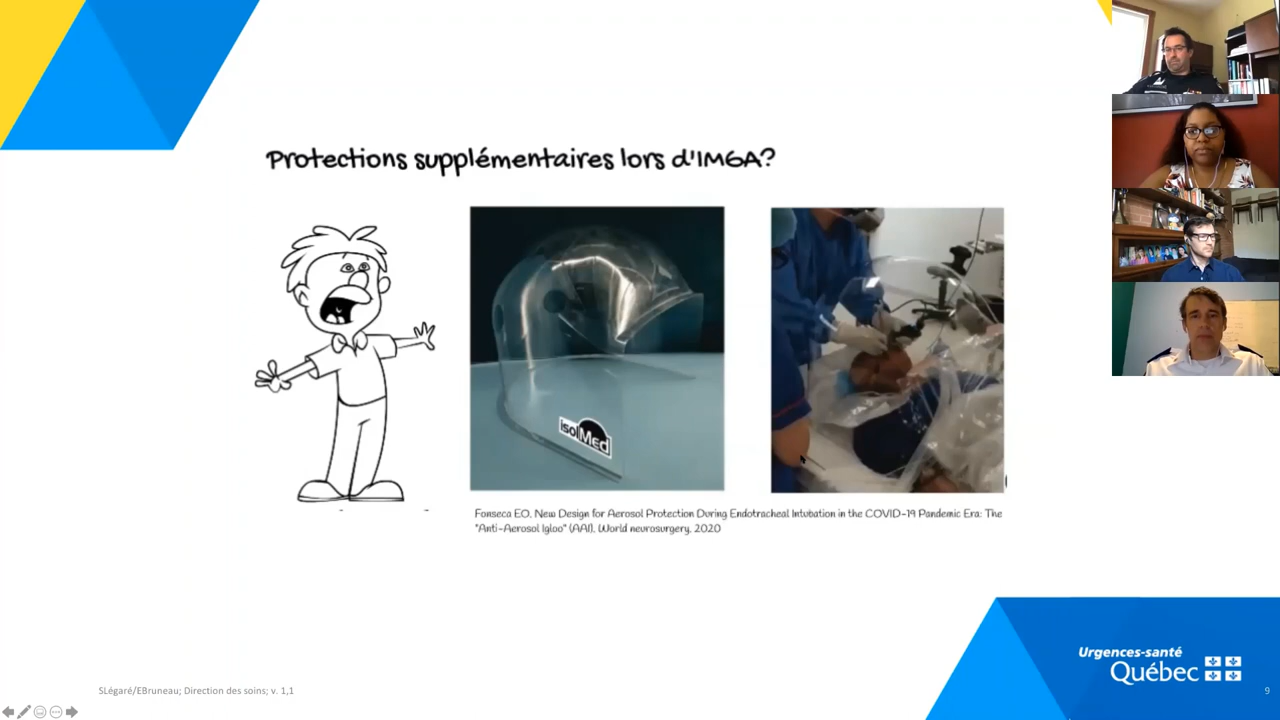 Protections supplémentaires lors d'IMGA?
isolMed
Fonseca EO. New Design for Aerosol Protection During Endotracheal Intubation in the COVID-19 Pandemic Era: The
"Anti-Aerosol Igloo" (AAI). World neurosurgery. 2020
Urgences-santé
Québec
SLégaré/EBruneau; Direction des soins; v. 1,1
9